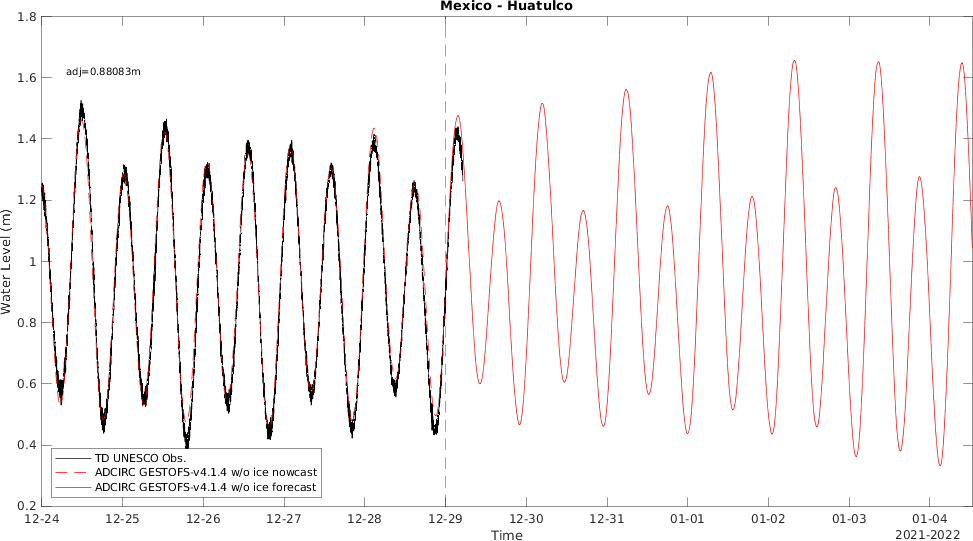 Mexico - Huatulco
1.8
1.6
1.4
1.2
1
0.8
0.6
0.4
0.2
Water Level (m)
adj=0.88083m
TD UNESCO Obs.
ADCIRC GESTOFS-v4.1.4 w/o ice nowcast
ADCIRC GESTOFS-v4.1.4 w/o ice forecast
12-24 12-25 12-26 12-27 12-28 12-29 12-30 12-31 01-01 01-02 01-03 01-04
Time
2021-2022